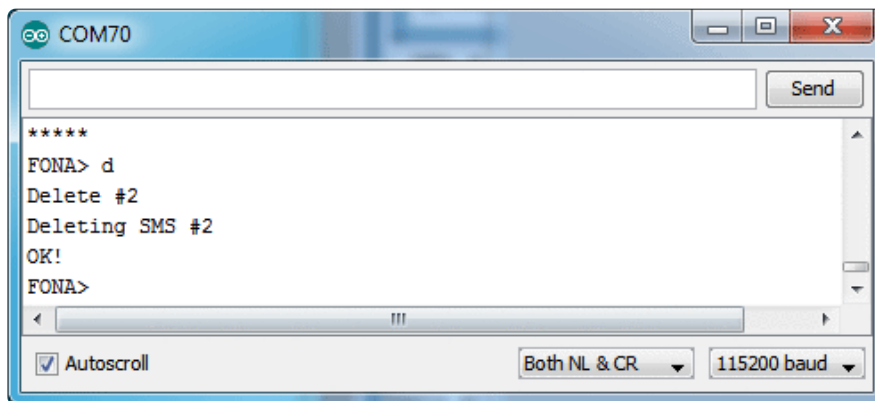 COM70
Send
*****
FONA> d
Delete #2
Deleting SMS #2
OK!
FONA>
Autoscroll
Both NL & CR
115200 baud